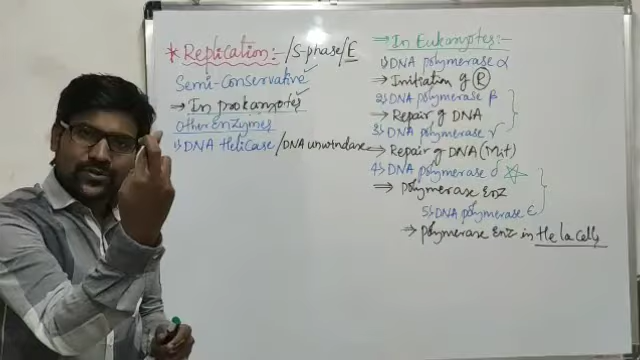 * Replication:- /S-phase/E
Semi-Conservative
→ In prokaryotes
other enzymes
1) DNA Helicase/DNA unwindase
⇒ In Eukaryotes:-
1) DNA polymerase α
→ Initiation of R
2) DNA polymerase β
→ Repair of DNA
3) DNA polymerase γ
→ Repair of DNA (Mit)
4) DNA polymerase δ
⇒ polymerase Enz
5) DNA polymerase ε
⇒ polymerase Enz in He la Cells